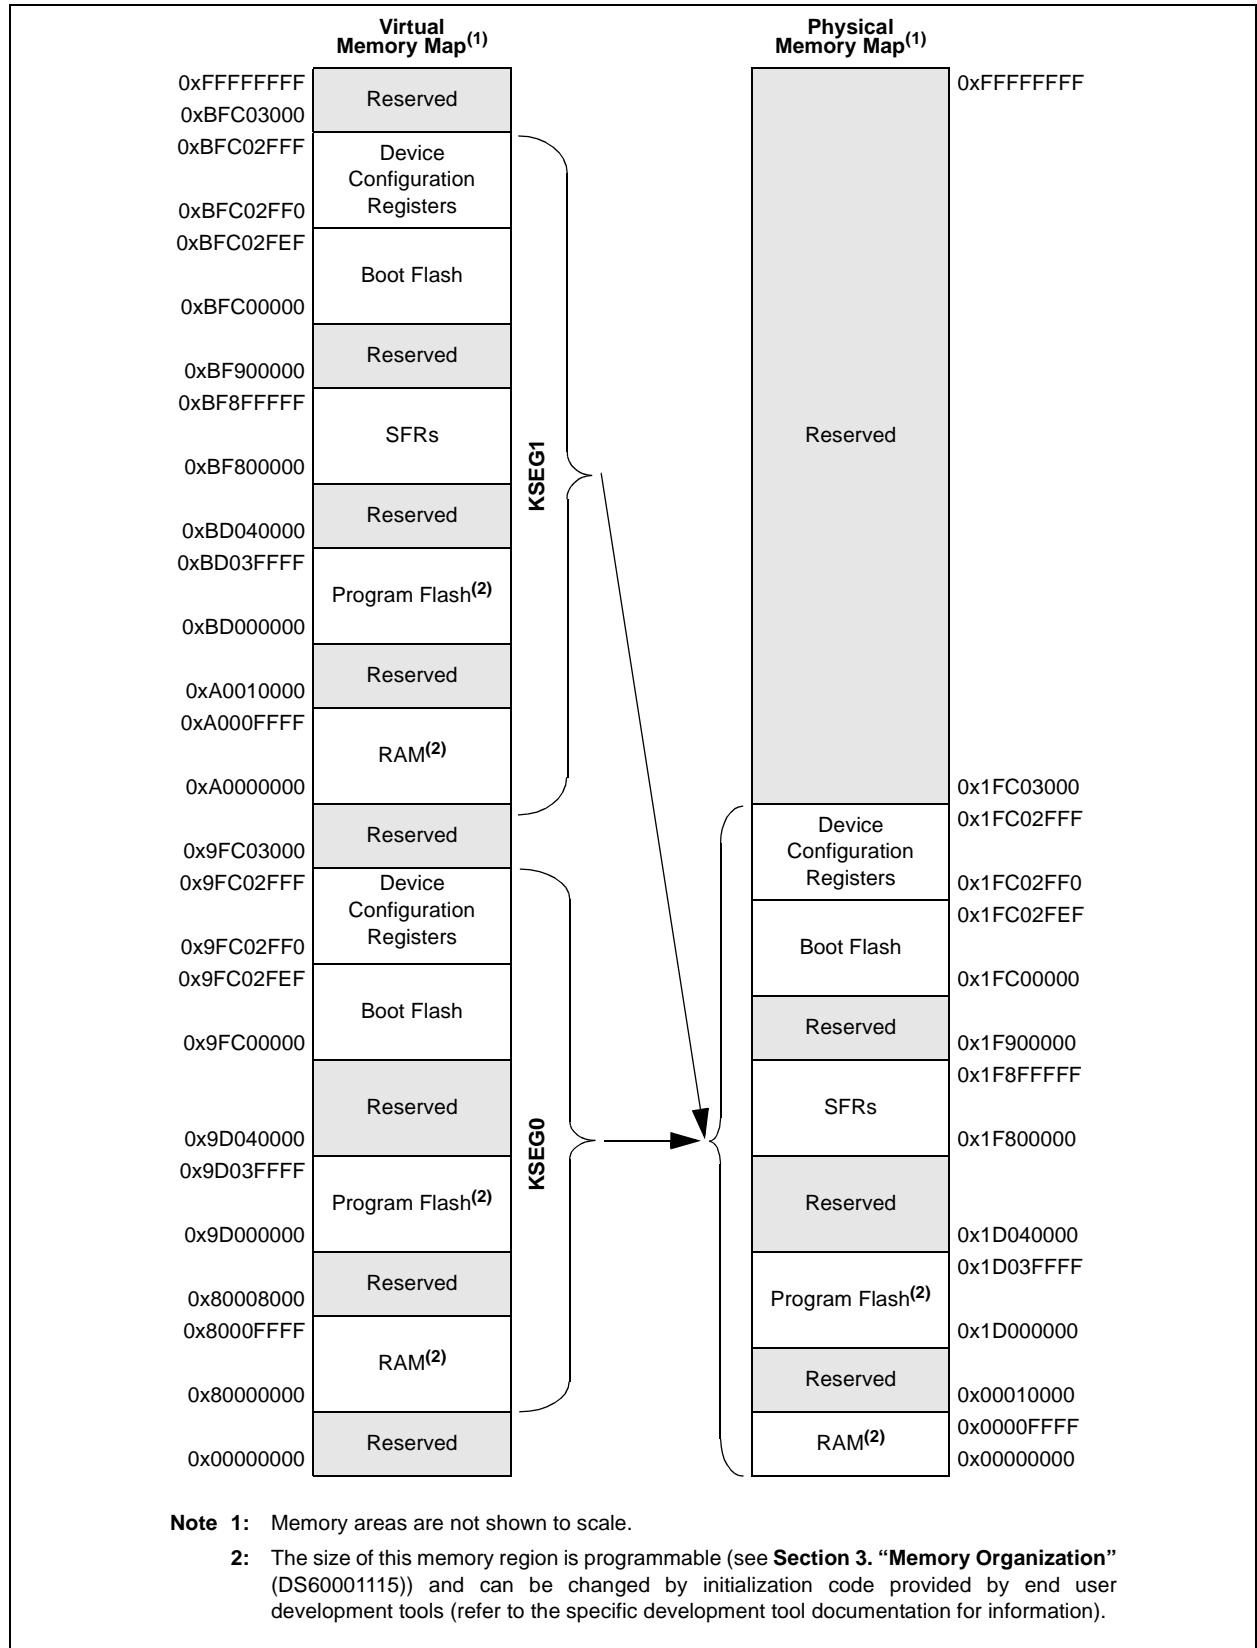 Virtual
Memory Map(1)
0xFFFFFFFF
Reserved
0xBFC03000
0xBFC02FFF
Device
Configuration
Registers
0xBFC02FF0
0xBFC02FEF
Boot Flash
0xBFC00000
Reserved
0xBF900000
0xBF8FFFFF
SFRs
0xBF800000
Reserved
0xBD040000
0xBD03FFFF
Program Flash(2)
0xBD000000
Reserved
0xA0010000
0xA000FFFF
RAM(2)
0xA0000000
Reserved
0x9FC03000
0x9FC02FFF
Device
Configuration
Registers
0x9FC02FF0
0x9FC02FEF
Boot Flash
0x9FC00000
Reserved
0x9D040000
0x9D03FFFF
Program Flash(2)
0x9D000000
Reserved
0x80008000
0x8000FFFF
RAM(2)
0x80000000
Reserved
0x00000000
KSEG1
KSEG0
Physical
Memory Map(1)
0xFFFFFFFF
Reserved
0x1FC03000
0x1FC02FFF
Device
Configuration
Registers
0x1FC02FF0
0x1FC02FEF
Boot Flash
0x1FC00000
Reserved
0x1F900000
0x1F8FFFFF
SFRs
0x1F800000
Reserved
0x1D040000
0x1D03FFFF
Program Flash(2)
0x1D000000
Reserved
0x00010000
0x0000FFFF
RAM(2)
0x00000000
Note 1: Memory areas are not shown to scale.
2: The size of this memory region is programmable (see Section 3. “Memory Organization”
(DS60001115)) and can be changed by initialization code provided by end user
development tools (refer to the specific development tool documentation for information).